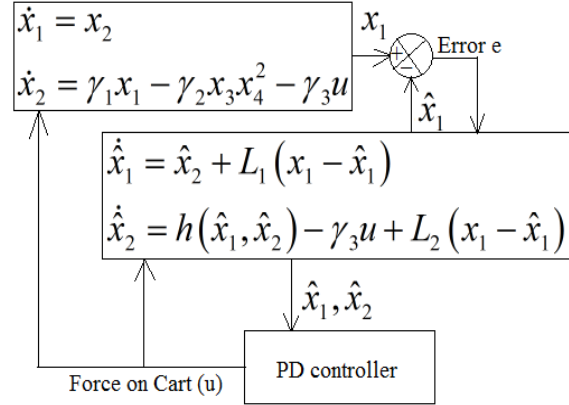 ẋ₁ = x₂
ẋ₂ = γ₁x₁ − γ₂x₃x₄² − γ₃u
x₁
+
−
Error e
x̂₁
x̂̇₁ = x̂₂ + L₁(x₁ − x̂₁)
x̂̇₂ = h(x̂₁, x̂₂) − γ₃u + L₂(x₁ − x̂₁)
x̂₁, x̂₂
PD controller
Force on Cart (u)